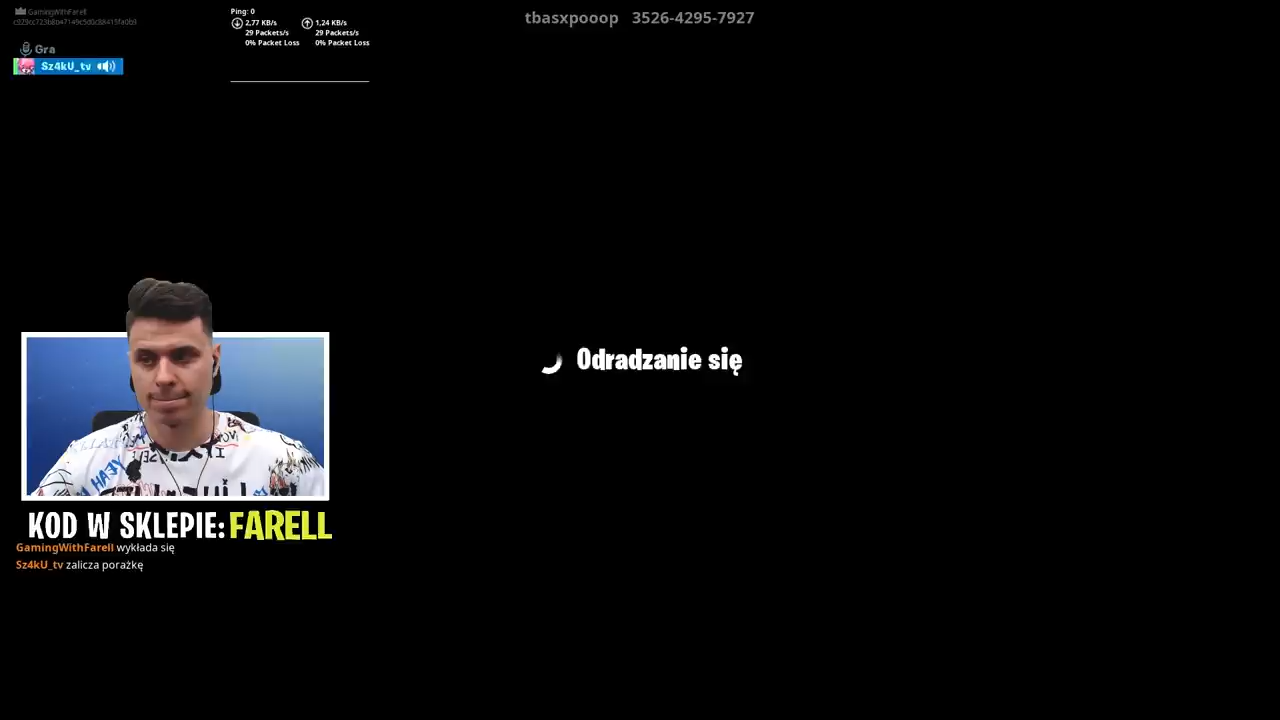 GamingWithFarell
Ping: 0
2,77 KB/s
1,24 KB/s
29 Packets/s
29 Packets/s
0% Packet Loss
0% Packet Loss
tbasxpooop 3526-4295-7927
Gra
Sz4kU_tv
Odradzanie się
KOD W SKLEPIE: FARELL
GamingWithFarell wykłada się
Sz4kU_tv zalicza porażkę